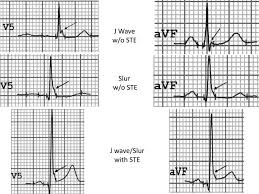 V5
J Wave
w/o STE
aVF
V5
Slur
w/o STE
aVF
V5
J wave/Slur
with STE
aVF